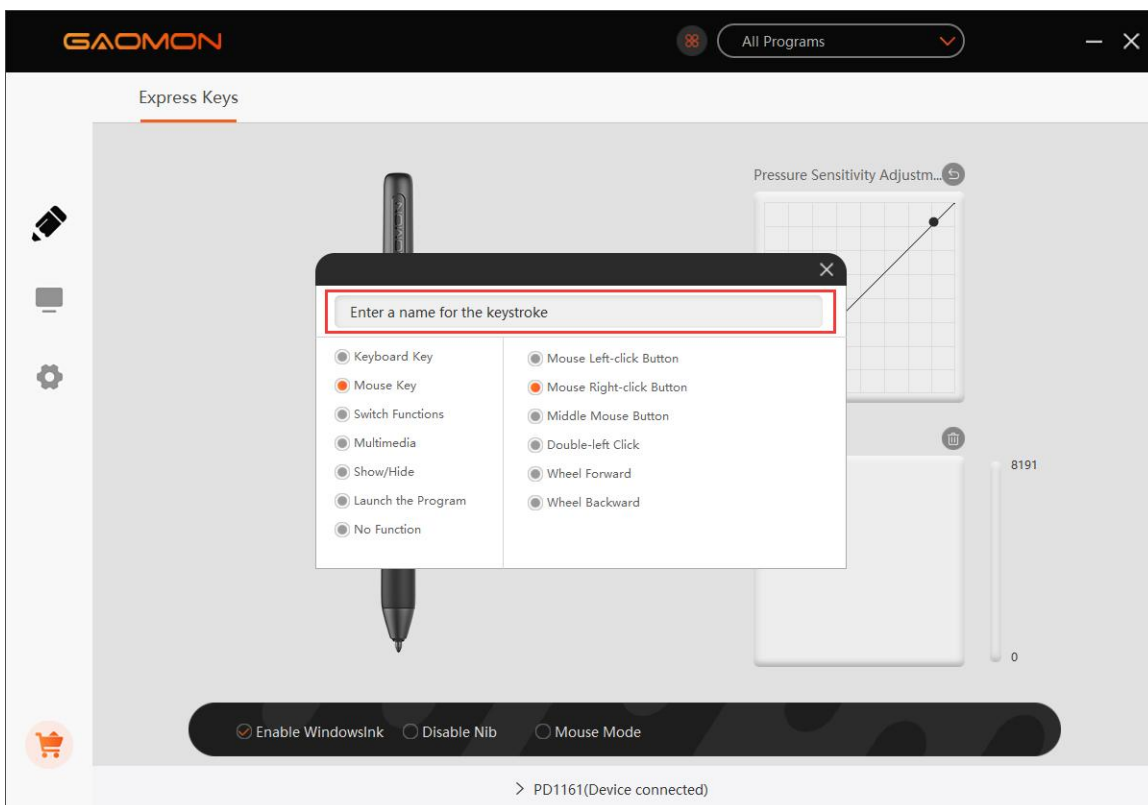 GAOMON
All Programs
Express Keys
Pressure Sensitivity Adjustm...
Enter a name for the keystroke
Keyboard Key
Mouse Key
Switch Functions
Multimedia
Show/Hide
Launch the Program
No Function
Mouse Left-click Button
Mouse Right-click Button
Middle Mouse Button
Double-left Click
Wheel Forward
Wheel Backward
8191
0
Enable WindowsInk
Disable Nib
Mouse Mode
PD1161(Device connected)